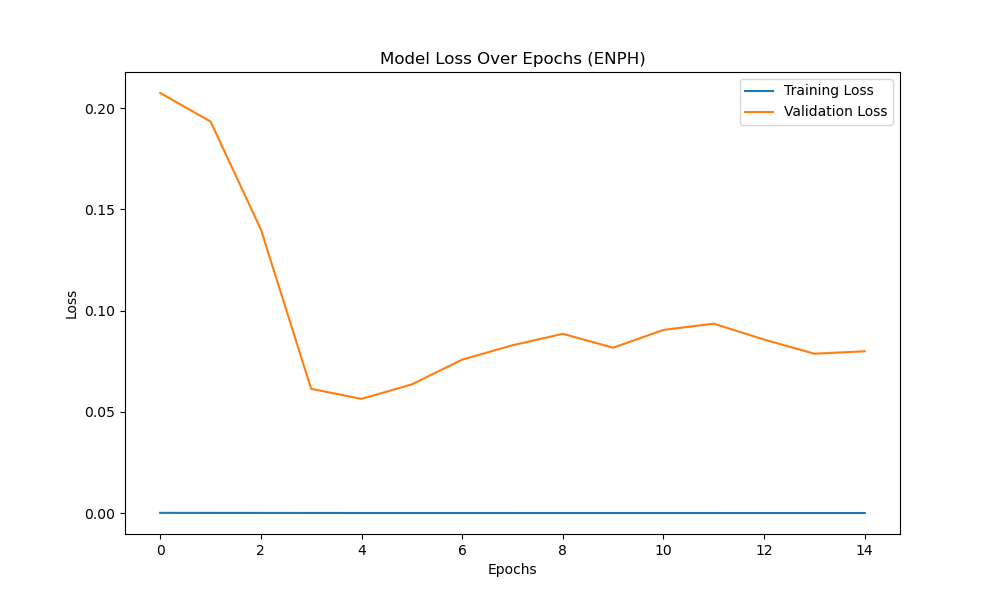 Model Loss Over Epochs (ENPH)
Training Loss
Validation Loss
0.20
0.15
0.10
0.05
0.00
Loss
0 2 4 6 8 10 12 14
Epochs